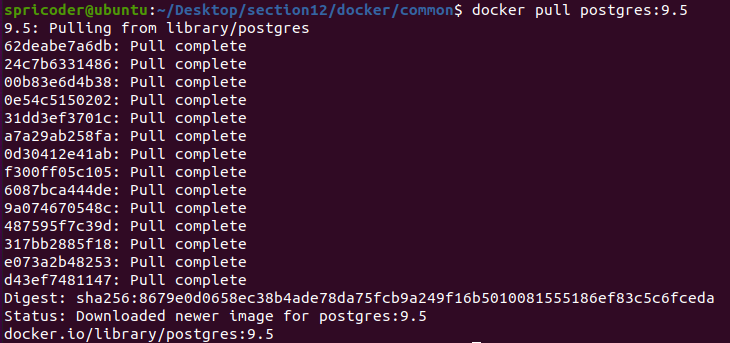 spricoder@ubuntu:~/Desktop/section12/docker/common$ docker pull postgres:9.5
9.5: Pulling from library/postgres
62deabe7a6db: Pull complete
24c7b6331486: Pull complete
00b83e6d4b38: Pull complete
0e54c5150202: Pull complete
31dd3ef3701c: Pull complete
a7a29ab258fa: Pull complete
0d30412e41ab: Pull complete
f300ff05c105: Pull complete
6087bca444de: Pull complete
9a074670548c: Pull complete
487595f7c39d: Pull complete
317bb2885f18: Pull complete
e073a2b48253: Pull complete
d43ef7481147: Pull complete
Digest: sha256:8679e0d0658ec38b4ade78da75fcb9a249f16b5010081555186ef83c5c6fceda
Status: Downloaded newer image for postgres:9.5
docker.io/library/postgres:9.5